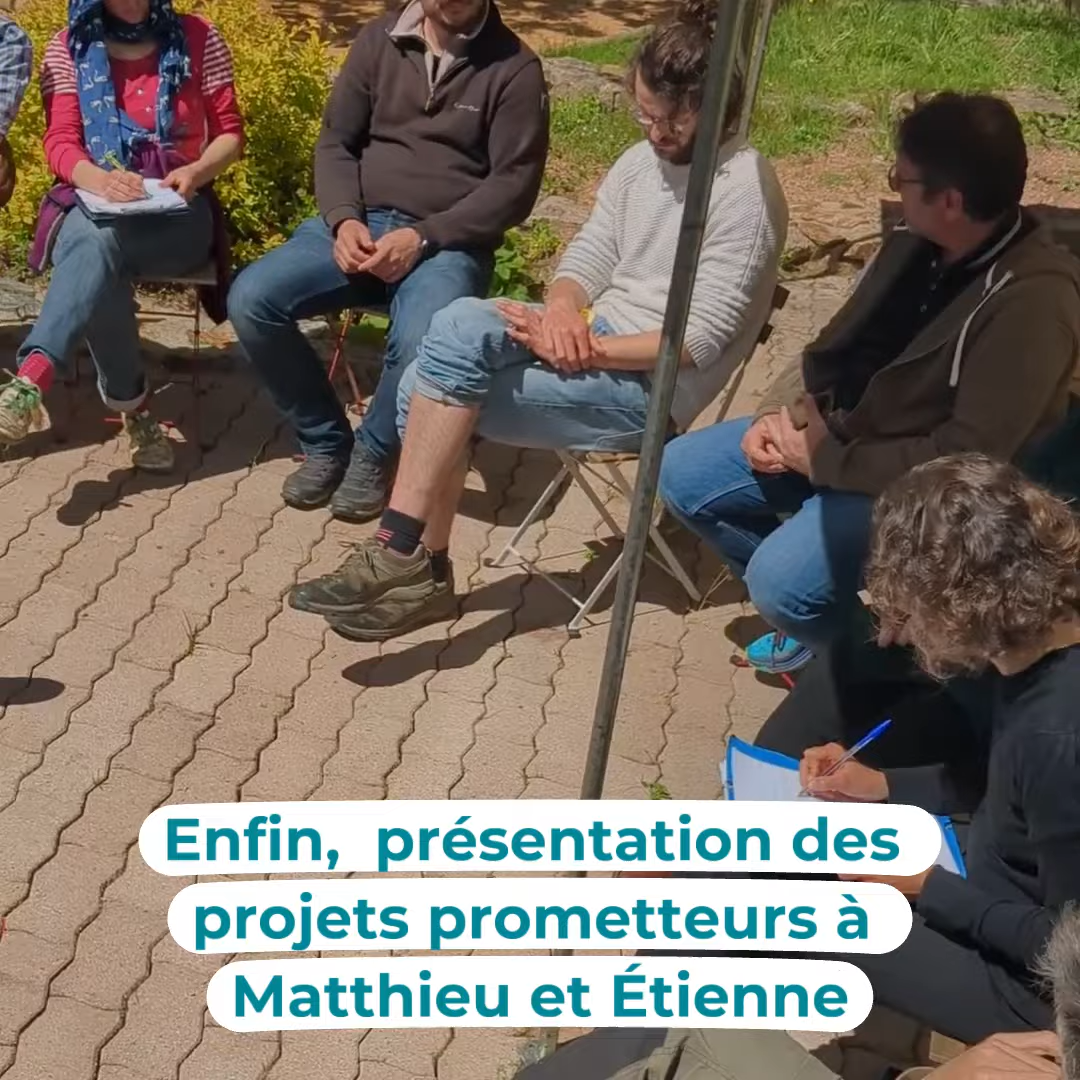 Enfin,  présentation des
projets prometteurs à
Matthieu et Étienne